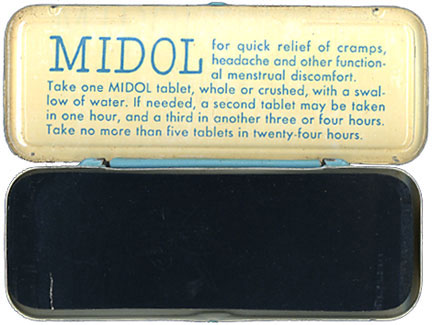 MIDOL for quick relief of cramps,
headache and other function-
al menstrual discomfort.
Take one MIDOL tablet, whole or crushed, with a swal-
low of water. If needed, a second tablet may be taken
in one hour, and a third in another three or four hours.
Take no more than five tablets in twenty-four hours.